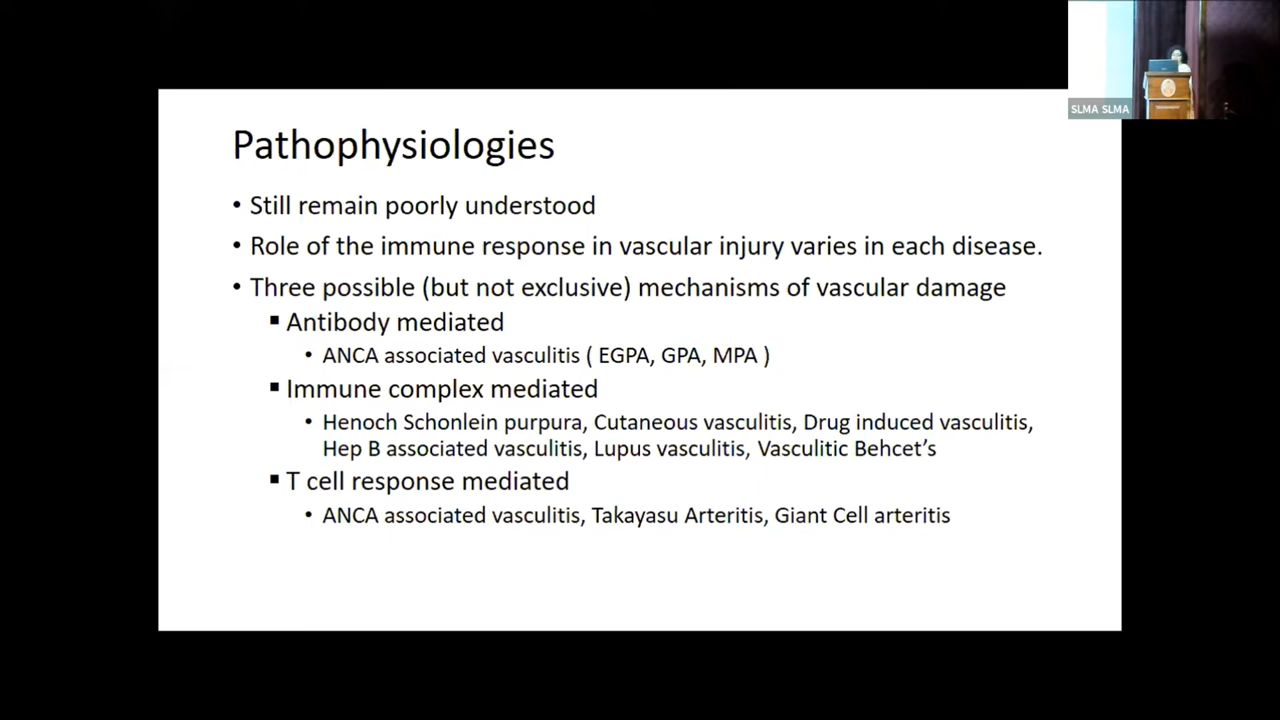 SLMA SLMA
Pathophysiologies
• Still remain poorly understood
• Role of the immune response in vascular injury varies in each disease.
• Three possible (but not exclusive) mechanisms of vascular damage
▪ Antibody mediated
• ANCA associated vasculitis ( EGPA, GPA, MPA )
▪ Immune complex mediated
• Henoch Schonlein purpura, Cutaneous vasculitis, Drug induced vasculitis,
Hep B associated vasculitis, Lupus vasculitis, Vasculitic Behcet’s
▪ T cell response mediated
• ANCA associated vasculitis, Takayasu Arteritis, Giant Cell arteritis